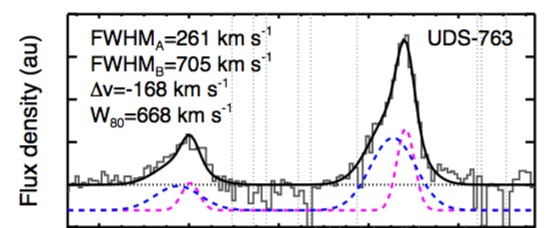 FWHM_A=261 km s⁻¹
UDS-763
FWHM_B=705 km s⁻¹
Δv=-168 km s⁻¹
W₈₀=668 km s⁻¹
Flux density (au)